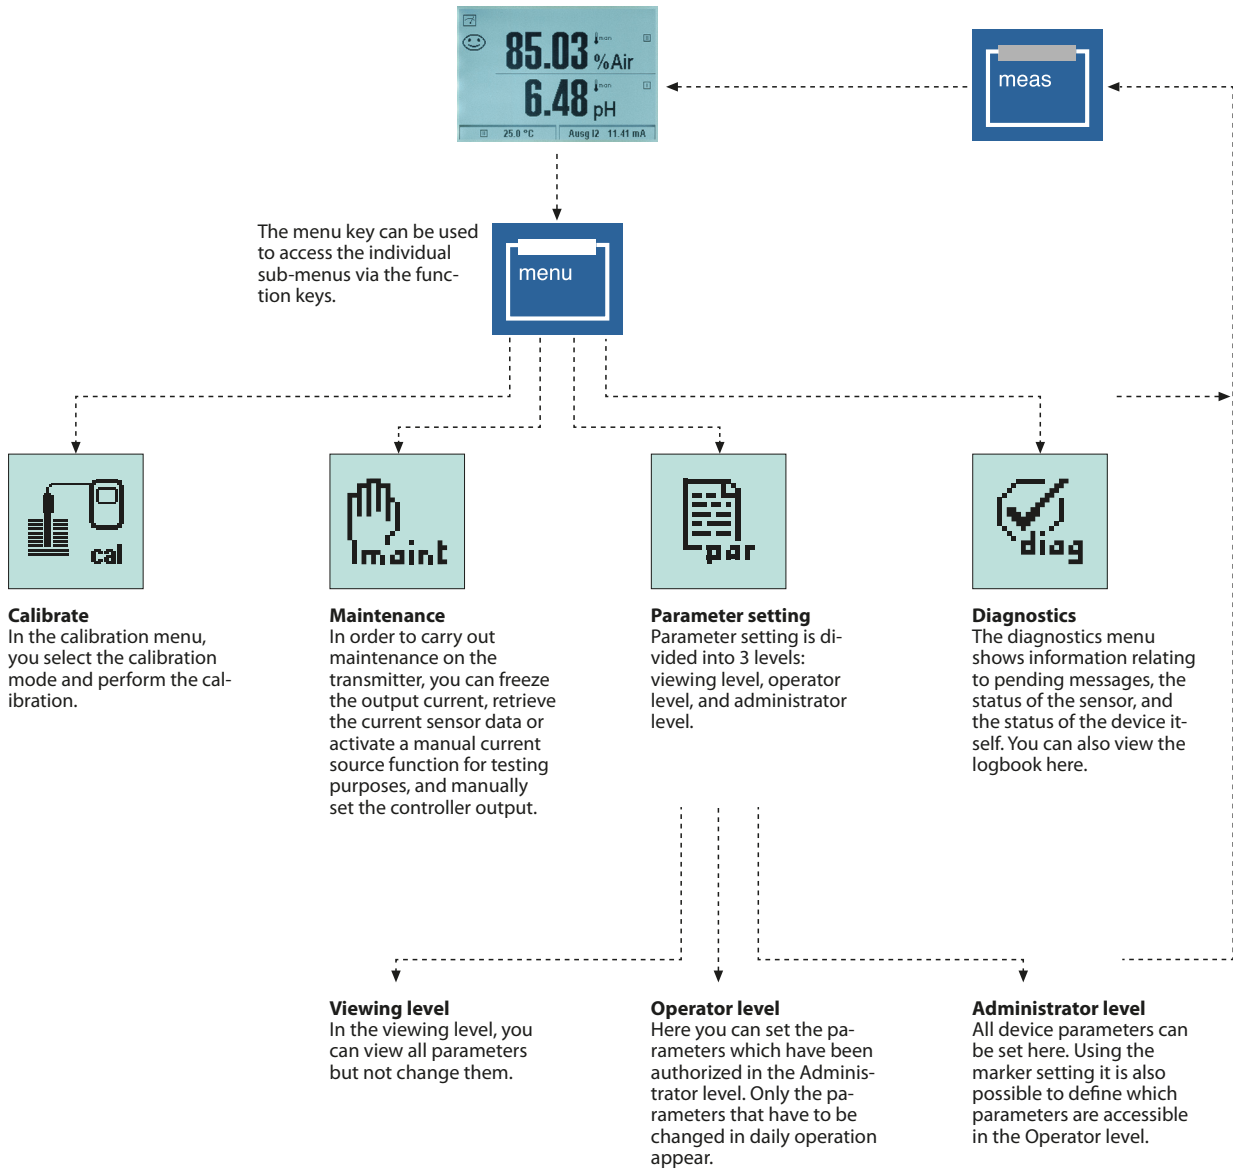 85.03 %Air
6.48 pH
25.0 °C Ausg I2 11.41 mA
meas
The menu key can be used
to access the individual
sub-menus via the func-
tion keys.
menu
cal
maint
par
diag
Calibrate
In the calibration menu,
you select the calibration
mode and perform the cal-
ibration.
Maintenance
In order to carry out
maintenance on the
transmitter, you can freeze
the output current, retrieve
the current sensor data or
activate a manual current
source function for testing
purposes, and manually
set the controller output.
Parameter setting
Parameter setting is di-
vided into 3 levels:
viewing level, operator
level, and administrator
level.
Diagnostics
The diagnostics menu
shows information relating
to pending messages, the
status of the sensor, and
the status of the device it-
self. You can also view the
logbook here.
Viewing level
In the viewing level, you
can view all parameters
but not change them.
Operator level
Here you can set the pa-
rameters which have been
authorized in the Adminis-
trator level. Only the pa-
rameters that have to be
changed in daily operation
appear.
Administrator level
All device parameters can
be set here. Using the
marker setting it is also
possible to define which
parameters are accessible
in the Operator level.